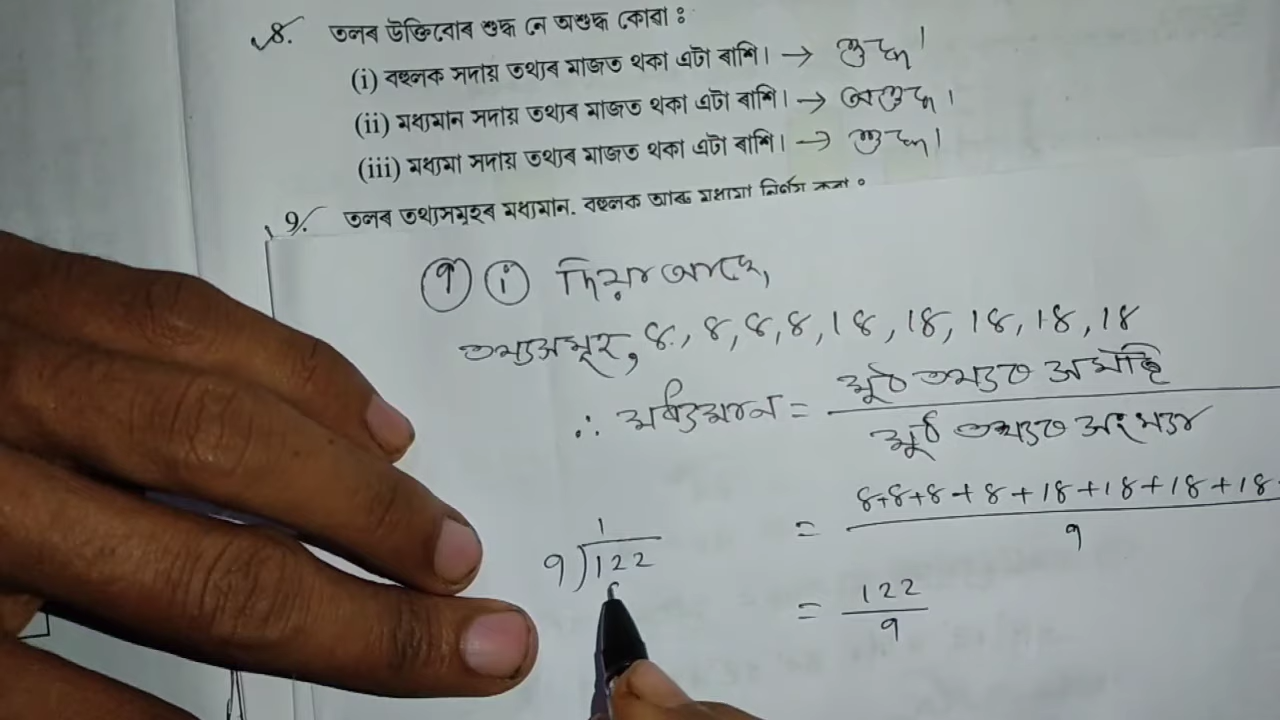 8. তলৰ উক্তিবোৰ শুদ্ধ নে অশুদ্ধ কোৱা :
(i) বহুলক সদায় তথ্যৰ মাজত থকা এটা ৰাশি। → শুদ্ধ।
(ii) মধ্যমান সদায় তথ্যৰ মাজত থকা এটা ৰাশি। → অশুদ্ধ।
(iii) মধ্যমা সদায় তথ্যৰ মাজত থকা এটা ৰাশি। → শুদ্ধ।
9. তলৰ তথ্যসমূহৰ মধ্যমান, বহুলক আৰু মধ্যমা নিৰ্ণয় কৰা :
9 i দিয়া আছে,
তথ্যসমূহ, 8, 8, 8, 8, 18, 18, 18, 18, 18
∴ মধ্যমান = মুঠ তথ্যৰ সমষ্টি
মুঠ তথ্যৰ সংখ্যা
= 8+8+8+8+18+18+18+18
9
1
9)122
= 122
9